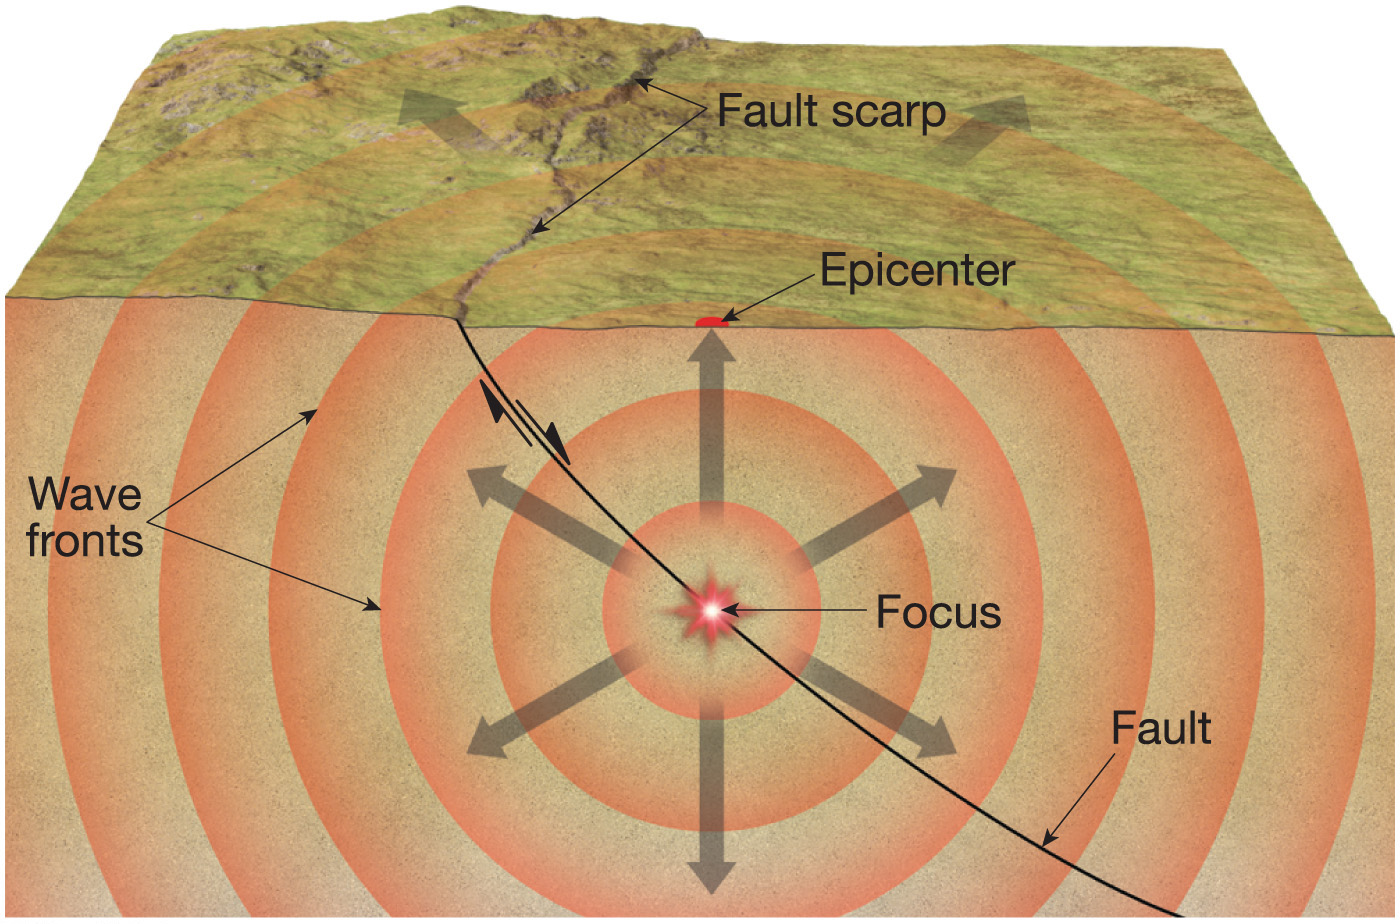 Fault scarp
Epicenter
Wave
fronts
Focus
Fault